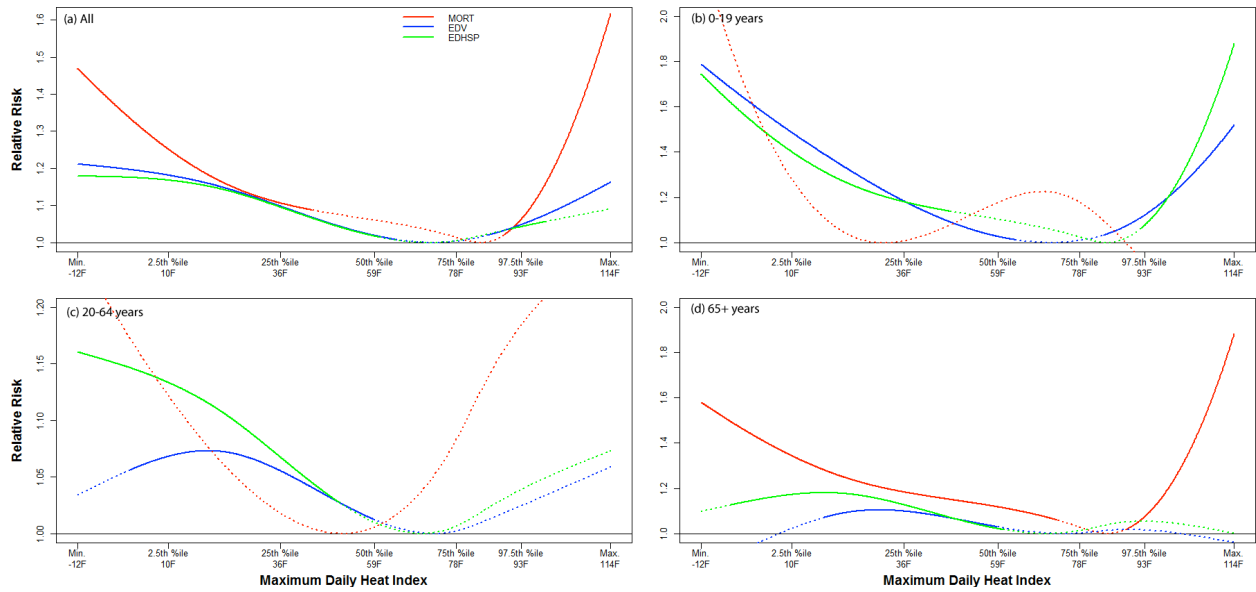 (a) All
MORT
EDV
EDHSP
Relative Risk
1.0 1.1 1.2 1.3 1.4 1.5 1.6
Min. 2.5th %ile 25th %ile 50th %ile 75th %ile 97.5th %ile Max.
-12F 10F 36F 59F 78F 93F 114F
(b) 0-19 years
1.0 1.2 1.4 1.6 1.8 2.0
Min. 2.5th %ile 25th %ile 50th %ile 75th %ile 97.5th %ile Max.
-12F 10F 36F 59F 78F 93F 114F
(c) 20-64 years
Relative Risk
1.00 1.05 1.10 1.15 1.20
Min. 2.5th %ile 25th %ile 50th %ile 75th %ile 97.5th %ile Max.
-12F 10F 36F 59F 78F 93F 114F
Maximum Daily Heat Index
(d) 65+ years
1.0 1.2 1.4 1.6 1.8 2.0
Min. 2.5th %ile 25th %ile 50th %ile 75th %ile 97.5th %ile Max.
-12F 10F 36F 59F 78F 93F 114F
Maximum Daily Heat Index